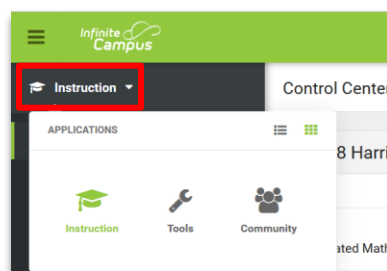 Infinite
Campus
Instruction
Control Center
APPLICATIONS
8 Harri
Instruction
Tools
Community
ated Math